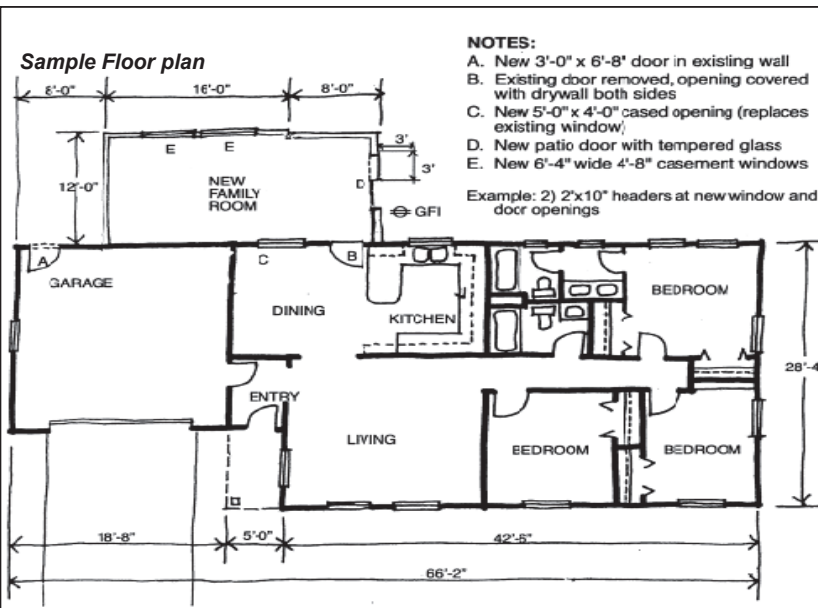 Sample Floor plan
NOTES:
A. New 3'-0" x 6'-8" door in existing wall
B. Existing door removed, opening covered
with drywall both sides
C. New 5'-0" x 4'-0" cased opening (replaces
existing window)
D. New patio door with tempered glass
E. New 6'-4" wide 4'-8" casement windows
Example: 2) 2"x10" headers at new window and
door openings
8'-0" 16'-0" 8'-0"
E E
3'
3'
12'-0"
NEW
FAMILY
ROOM
D
GFI
A
C
B
GARAGE
DINING
KITCHEN
BEDROOM
28'-4
ENTRY
LIVING
BEDROOM
BEDROOM
18'-8" 5'-0" 42'-6"
66'-2"